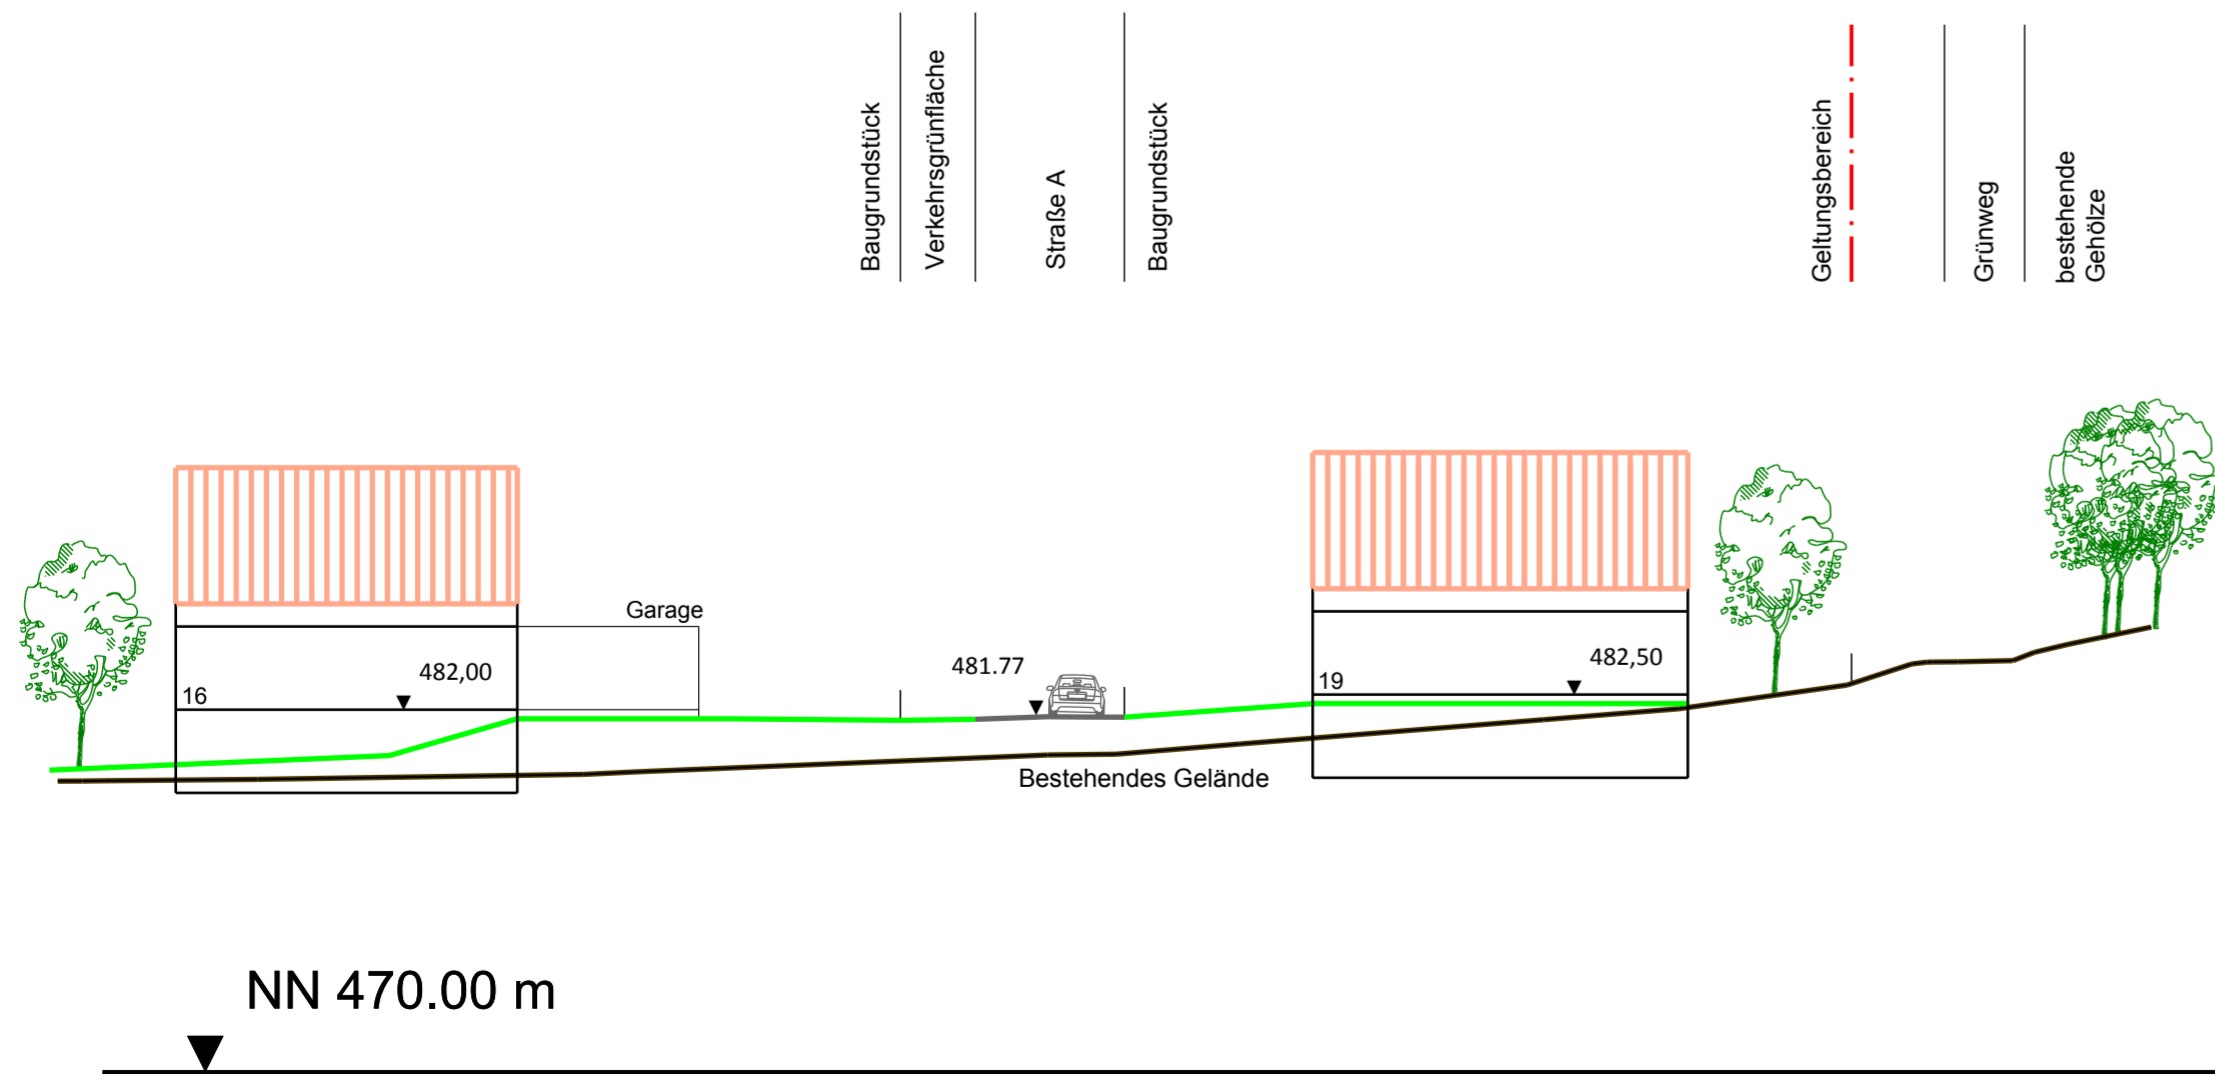 Baugrundstück
Verkehrsgrünfläche
Straße A
Baugrundstück
Geltungsbereich
Grünweg
bestehende
Gehölze
Garage
482,00
16
481.77
482,50
19
Bestehendes Gelände
NN 470.00 m